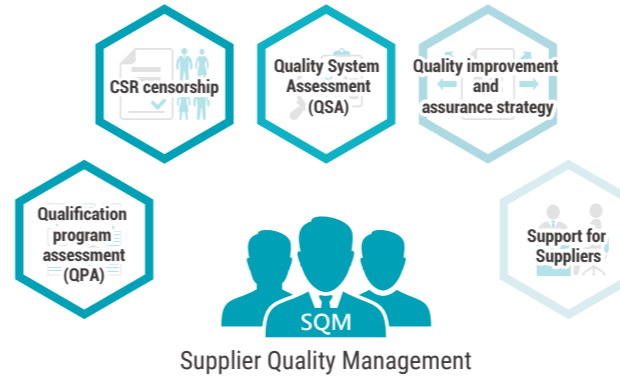 CSR censorship
Quality System
Assessment
(QSA)
Quality improvement
and
assurance strategy
Qualification
program
assessment
(QPA)
Support for
Suppliers
SQM
Supplier Quality Management